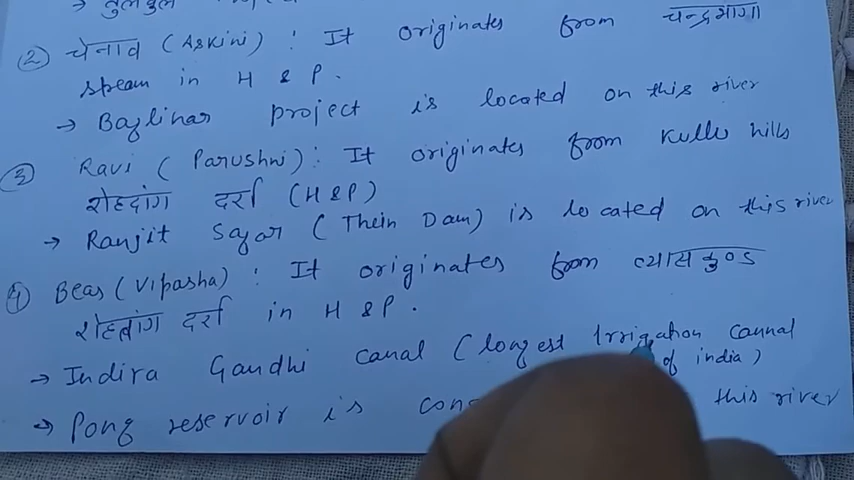 → तुलबुल
② चेनाव (Askini) : It originates from चन्द्रभागा
stream in H & P.
→ Baglihar project is located on this river
③ Ravi (Parushni) : It originates from Kullu hills
रोहतांग दर्रा (H&P)
→ Ranjit Sagar (Thein Dam) is located on this river
④ Beas (Vipasha) : It originates from व्यास कुण्ड
रोहतांग दर्रा in H & P.
→ Indira Gandhi canal (longest Irrigation cannal
of india)
→ Pong reservoir is this river